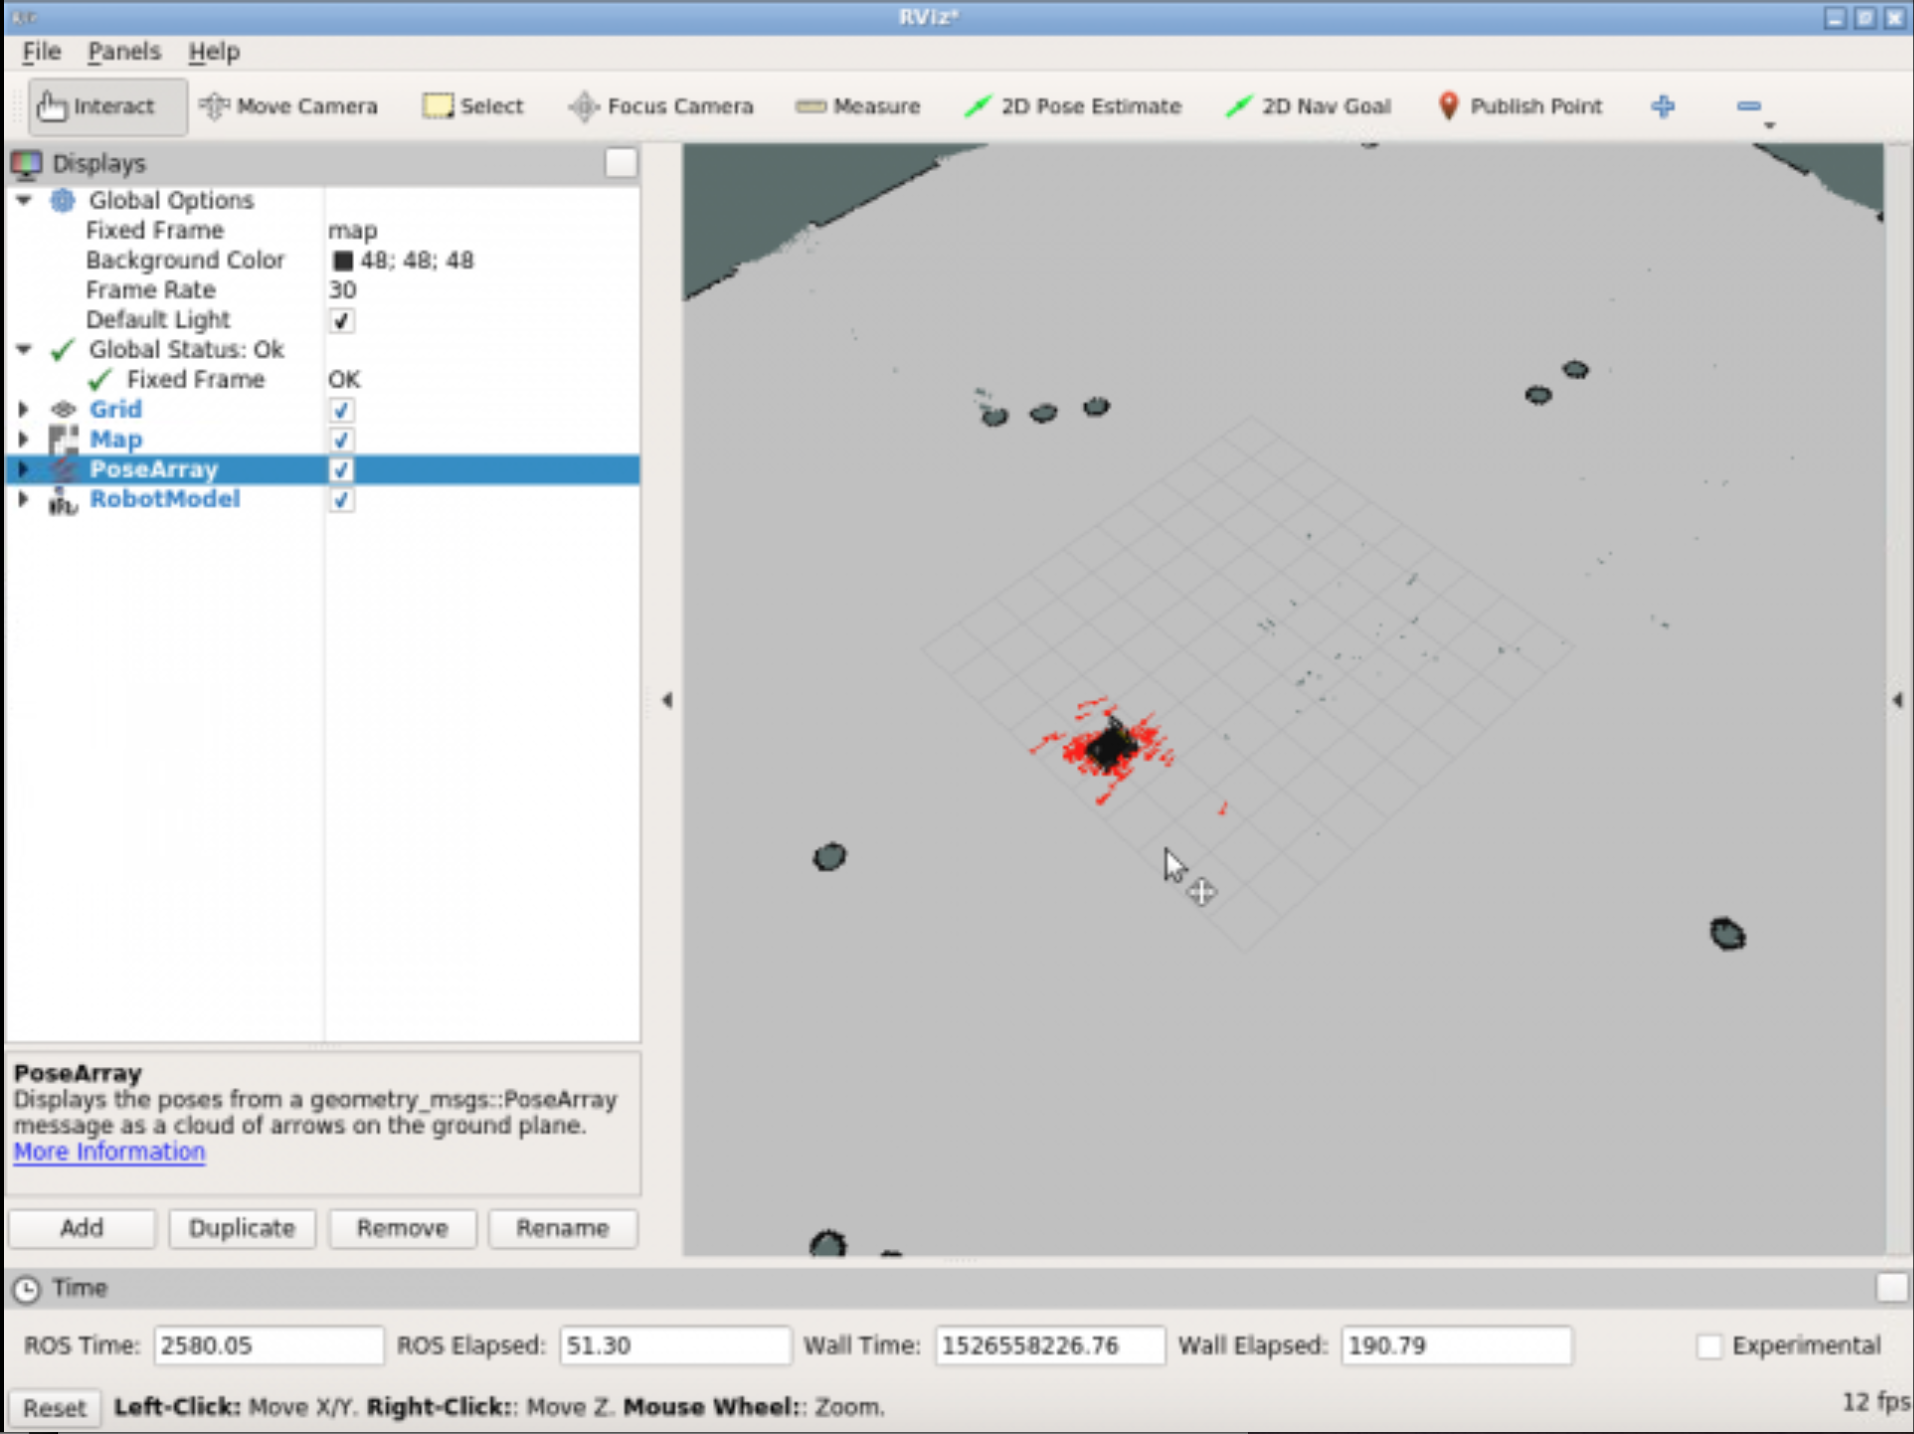 RViz*
File Panels Help
Interact Move Camera Select Focus Camera Measure 2D Pose Estimate 2D Nav Goal Publish Point
Displays
Global Options
Fixed Frame map
Background Color 48; 48; 48
Frame Rate 30
Default Light
Global Status: Ok
Fixed Frame OK
Grid
Map
PoseArray
RobotModel
PoseArray
Displays the poses from a geometry_msgs::PoseArray
message as a cloud of arrows on the ground plane.
More Information
Add Duplicate Remove Rename
Time
ROS Time: 2580.05 ROS Elapsed: 51.30 Wall Time: 1526558226.76 Wall Elapsed: 190.79 Experimental
Reset Left-Click: Move X/Y. Right-Click:: Move Z. Mouse Wheel:: Zoom. 12 fps